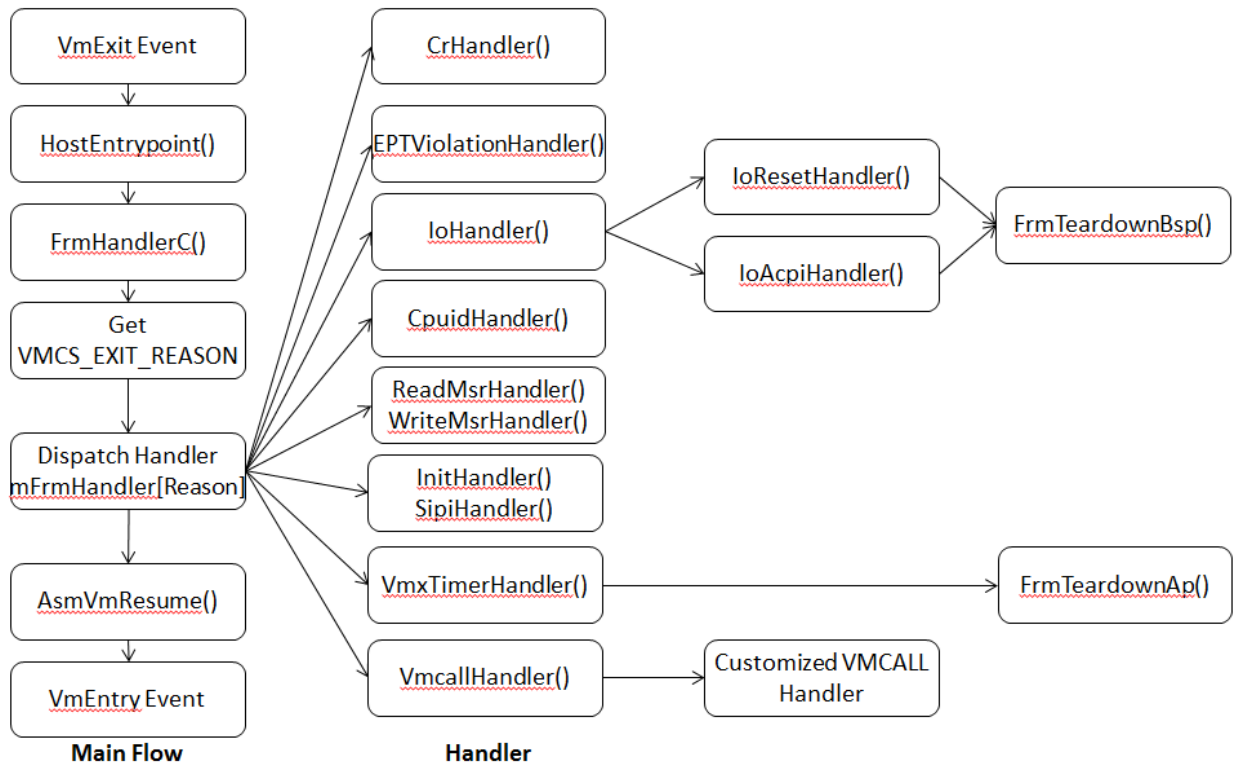 VmExit Event
HostEntrypoint()
FrmHandlerC()
Get
VMCS_EXIT_REASON
Dispatch Handler
mFrmHandler[Reason]
AsmVmResume()
VmEntry Event
Main Flow
CrHandler()
EPTViolationHandler()
IoHandler()
CpuidHandler()
ReadMsrHandler()
WriteMsrHandler()
InitHandler()
SipiHandler()
VmxTimerHandler()
VmcallHandler()
Handler
IoResetHandler()
IoAcpiHandler()
Customized VMCALL
Handler
FrmTeardownBsp()
FrmTeardownAp()